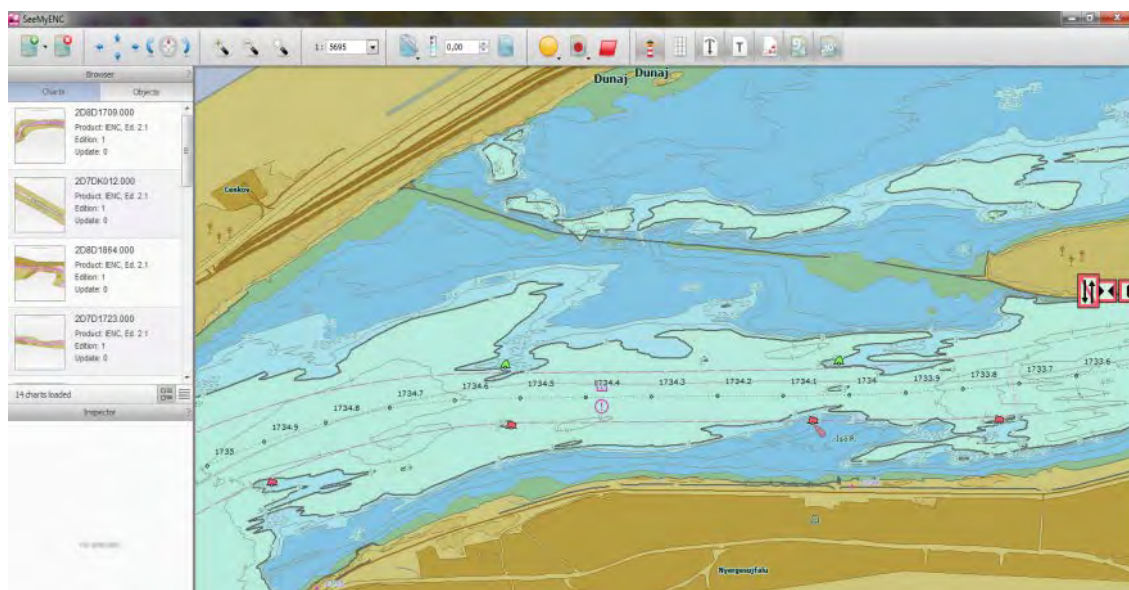 SeeMyENC
1:
5695
0,00
T
Browser
Charts
Objects
2D8D1709.000
Product: IENC, Ed. 2.1
Edition: 1
Update: 0
2D7DK012.000
Product: IENC, Ed. 2.1
Edition: 1
Update: 0
2D8D1864.000
Product: IENC, Ed. 2.1
Edition: 1
Update: 0
2D7D1723.000
Product: IENC, Ed. 2.1
Edition: 1
Update: 0
14 charts loaded
Inspector
Dunaj
Dunaj
1735
1734.9
1734.8
1734.7
1734.6
1734.5
1734.4
1734.3
1734.2
1734.1
1734
1733.9
1733.8
1733.7
1733.6
Nyergesujfalu